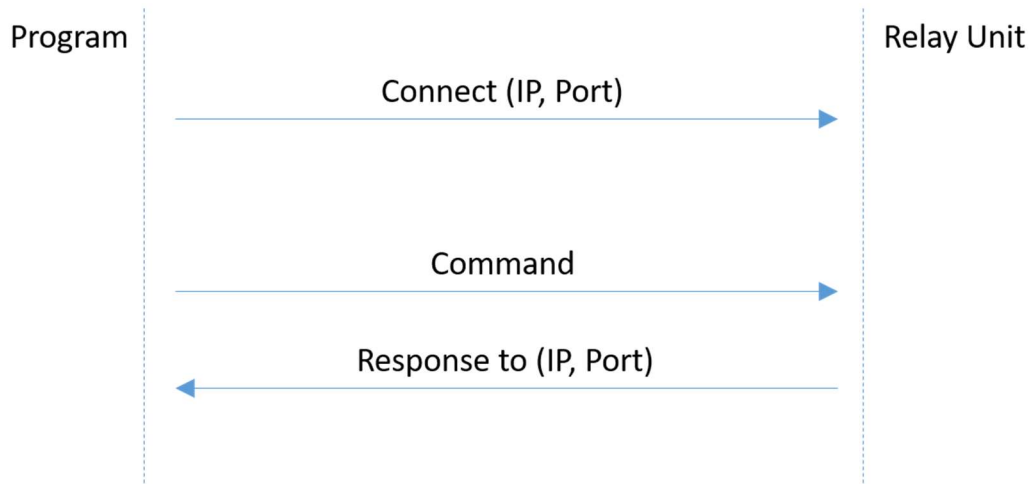 Program
Relay Unit
Connect (IP, Port)
Command
Response to (IP, Port)